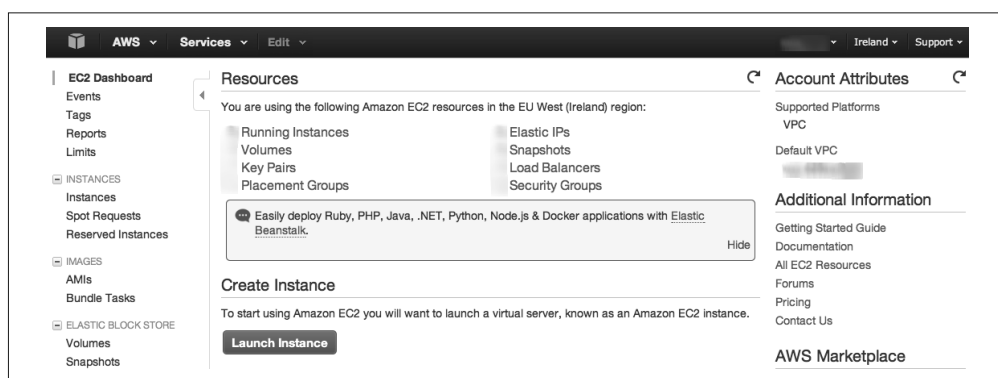 AWS Services Edit Ireland Support
EC2 Dashboard
Events
Tags
Reports
Limits
INSTANCES
Instances
Spot Requests
Reserved Instances
IMAGES
AMIs
Bundle Tasks
ELASTIC BLOCK STORE
Volumes
Snapshots
Resources
You are using the following Amazon EC2 resources in the EU West (Ireland) region:
Running Instances Elastic IPs
Volumes Snapshots
Key Pairs Load Balancers
Placement Groups Security Groups
Easily deploy Ruby, PHP, Java, .NET, Python, Node.js & Docker applications with Elastic
Beanstalk.
Hide
Create Instance
To start using Amazon EC2 you will want to launch a virtual server, known as an Amazon EC2 instance.
Launch Instance
Account Attributes
Supported Platforms
VPC
Default VPC
Additional Information
Getting Started Guide
Documentation
All EC2 Resources
Forums
Pricing
Contact Us
AWS Marketplace